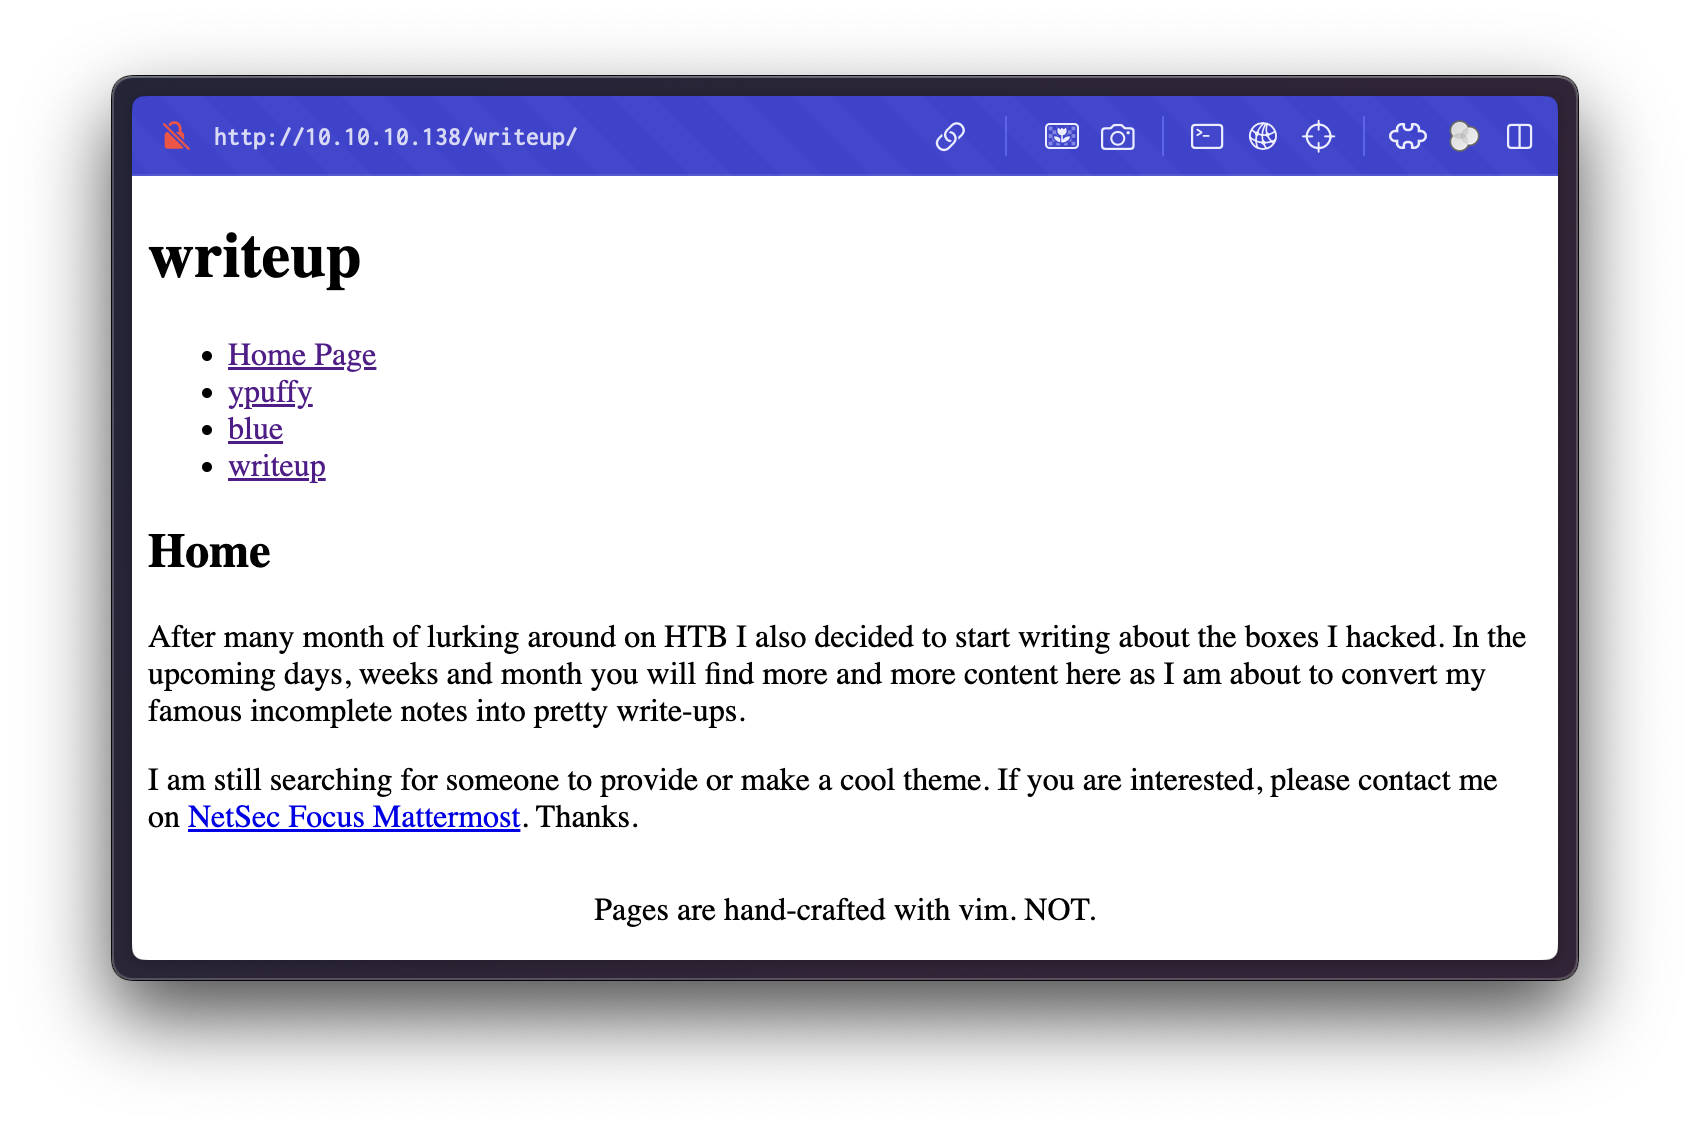 http://10.10.10.138/writeup/
writeup
Home Page
ypuffy
blue
writeup
Home
After many month of lurking around on HTB I also decided to start writing about the boxes I hacked. In the
upcoming days, weeks and month you will find more and more content here as I am about to convert my
famous incomplete notes into pretty write-ups.
I am still searching for someone to provide or make a cool theme. If you are interested, please contact me
on NetSec Focus Mattermost. Thanks.
Pages are hand-crafted with vim. NOT.